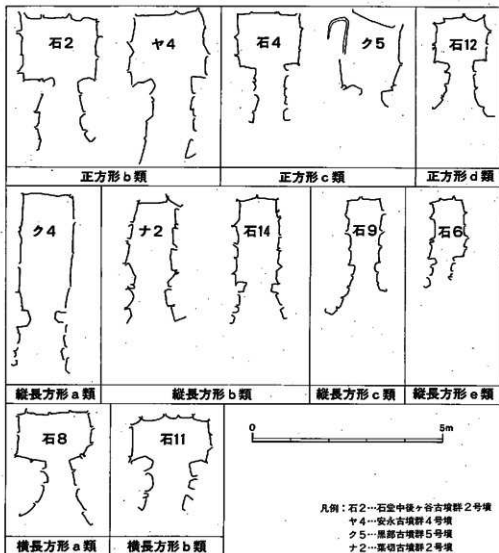 石2 ヤ4 石4 ク5 石12
正方形b類 正方形c類 正方形d類
ク4 ナ2 石14 石9 石6
縦長方形a類 縦長方形b類 縦長方形c類 縦長方形e類
石8 石11
0 5m
横長方形a類 横長方形b類
凡例：石2…石堂中後ヶ谷古墳群2号墳
ヤ4…安永古墳群4号墳
ク5…黒部古墳群5号墳
ナ2…菜切古墳群2号墳